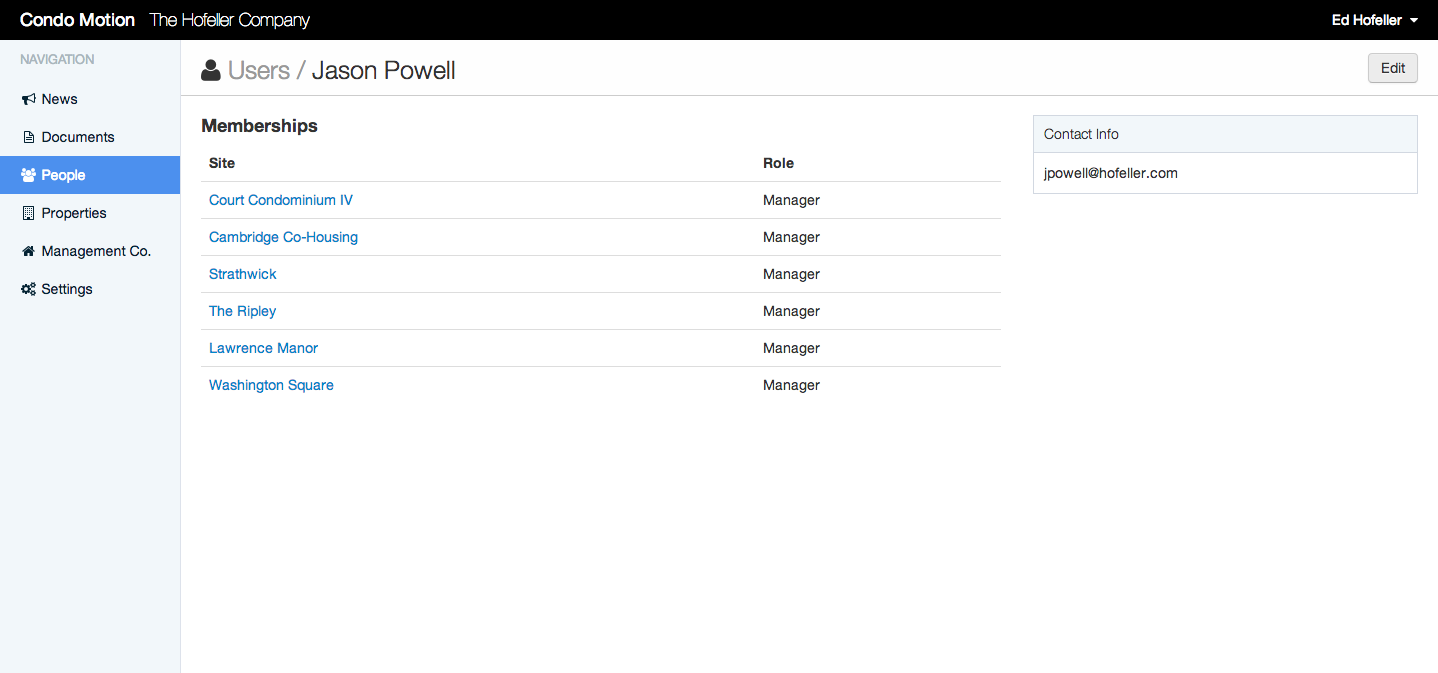 Condo Motion The Hofeller Company
Ed Hofeller
NAVIGATION
News
Documents
People
Properties
Management Co.
Settings
Users / Jason Powell
Edit
Memberships
Site Role
Court Condominium IV Manager
Cambridge Co-Housing Manager
Strathwick Manager
The Ripley Manager
Lawrence Manor Manager
Washington Square Manager
Contact Info
jpowell@hofeller.com